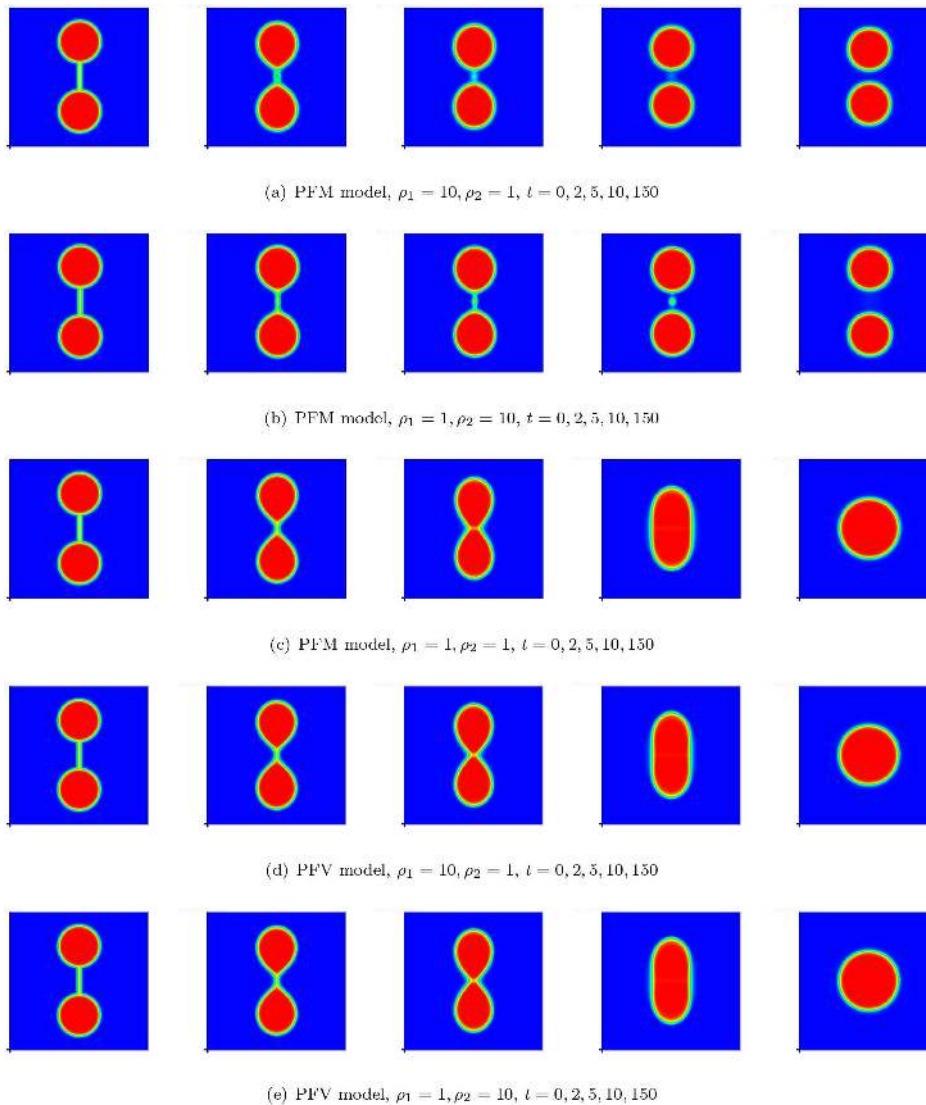 (a) PFM model, ρ₁ = 10, ρ₂ = 1, t = 0, 2, 5, 10, 150
(b) PFM model, ρ₁ = 1, ρ₂ = 10, t = 0, 2, 5, 10, 150
(c) PFM model, ρ₁ = 1, ρ₂ = 1, t = 0, 2, 5, 10, 150
(d) PFV model, ρ₁ = 10, ρ₂ = 1, t = 0, 2, 5, 10, 150
(e) PFV model, ρ₁ = 1, ρ₂ = 10, t = 0, 2, 5, 10, 150